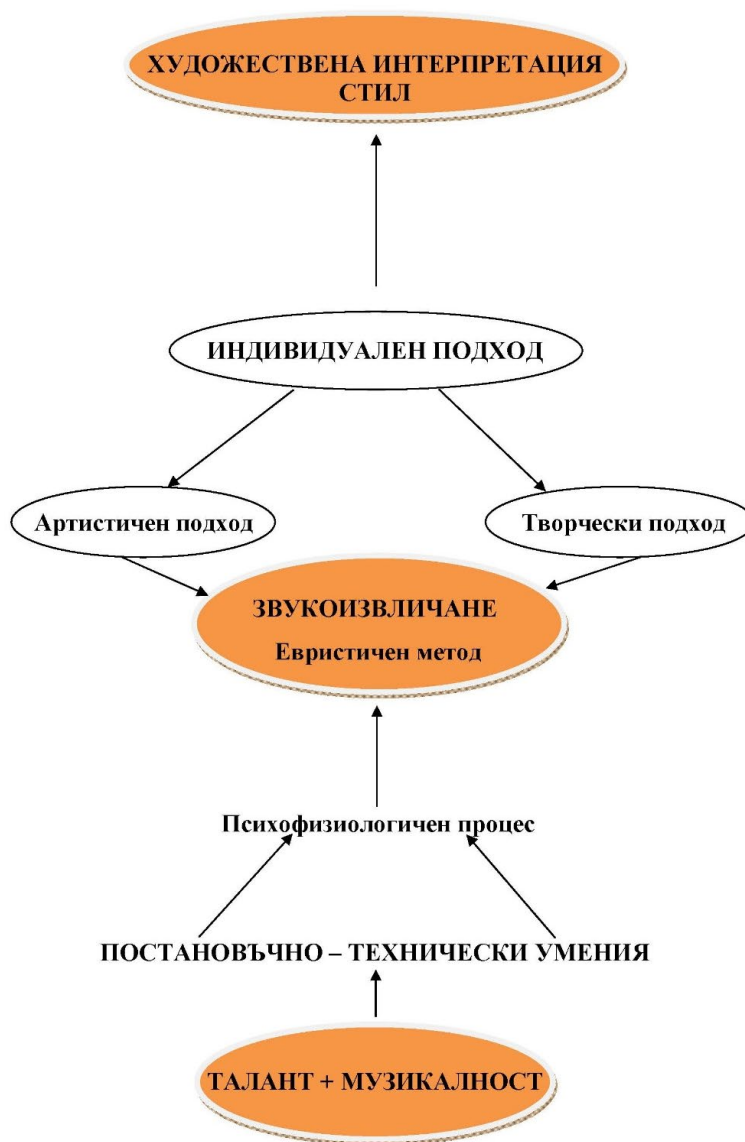 ХУДОЖЕСТВЕНА ИНТЕРПРЕТАЦИЯ
СТИЛ
ИНДИВИДУАЛЕН ПОДХОД
Артистичен подход
Творчески подход
ЗВУКОИЗВЛИЧАНЕ
Евристичен метод
Психофизиологичен процес
ПОСТАНОВЪЧНО – ТЕХНИЧЕСКИ УМЕНИЯ
ТАЛАНТ + МУЗИКАЛНОСТ